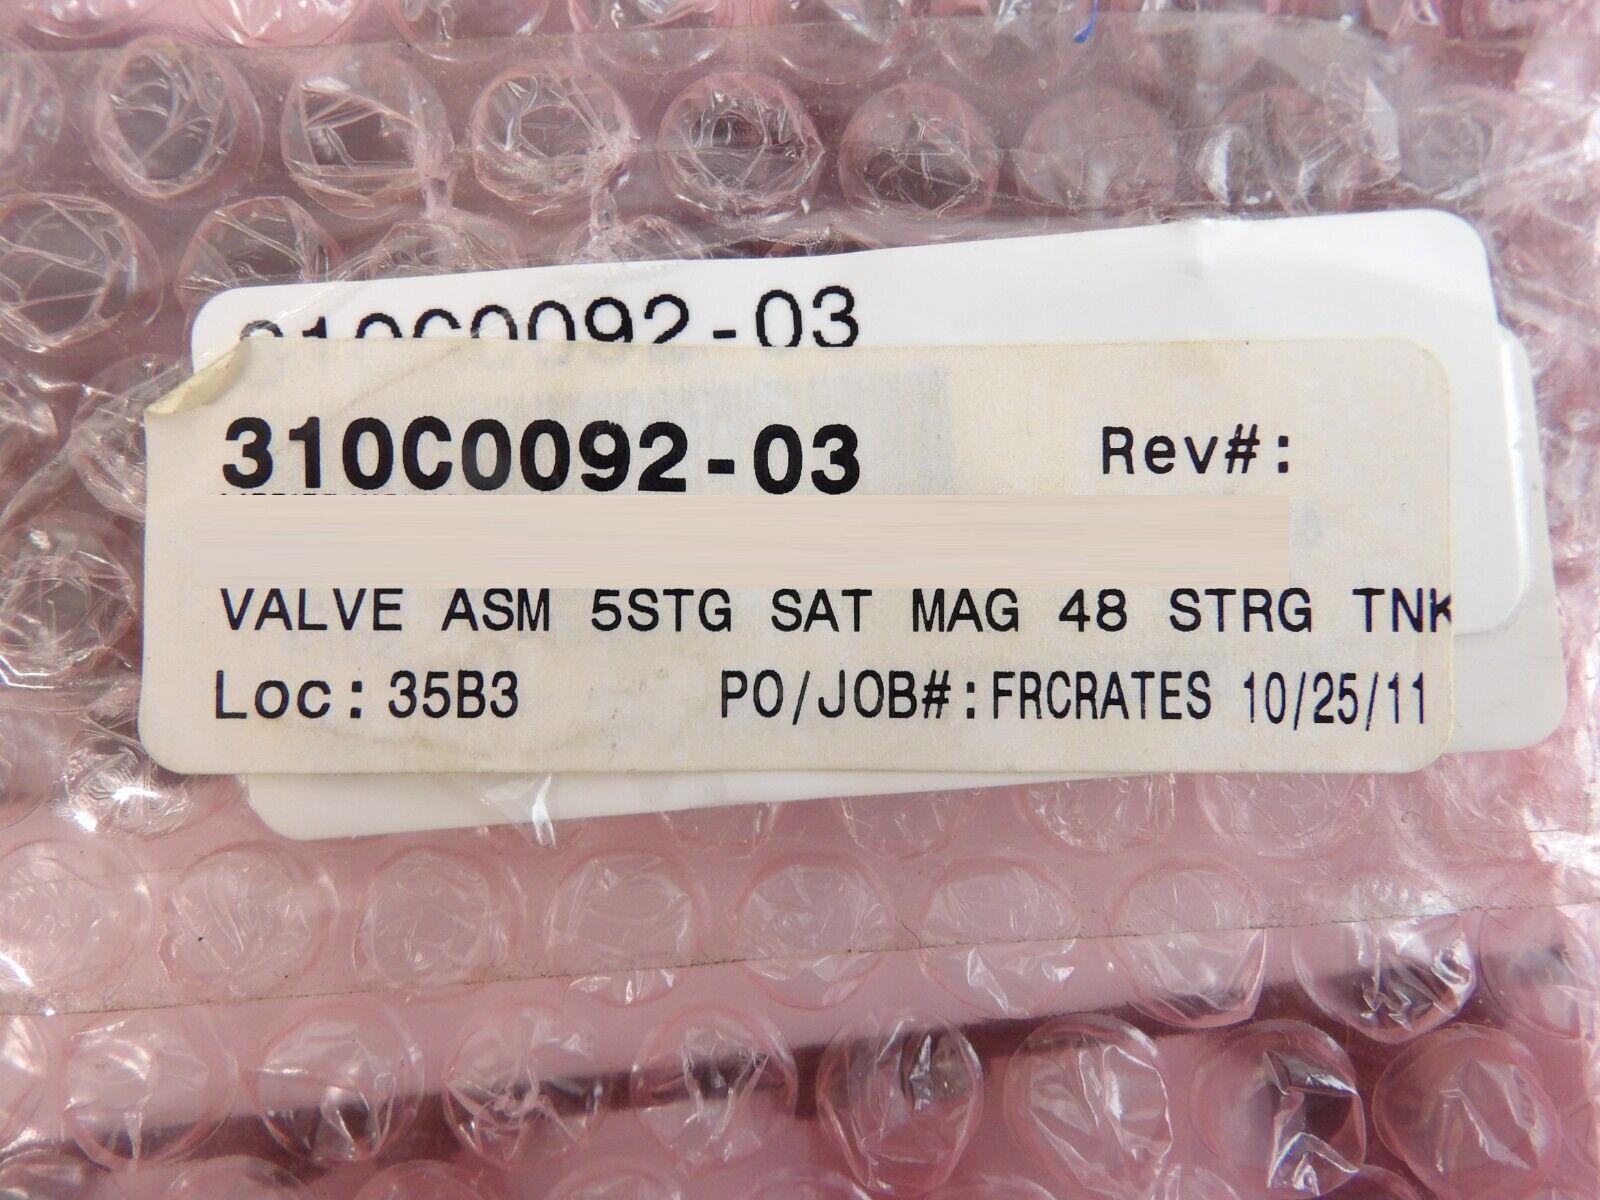 310C0092-03
310C0092-03 Rev#:
VALVE ASM 5STG SAT MAG 48 STRG TNK
Loc: 35B3 PO/JOB#: FRCRATES 10/25/11